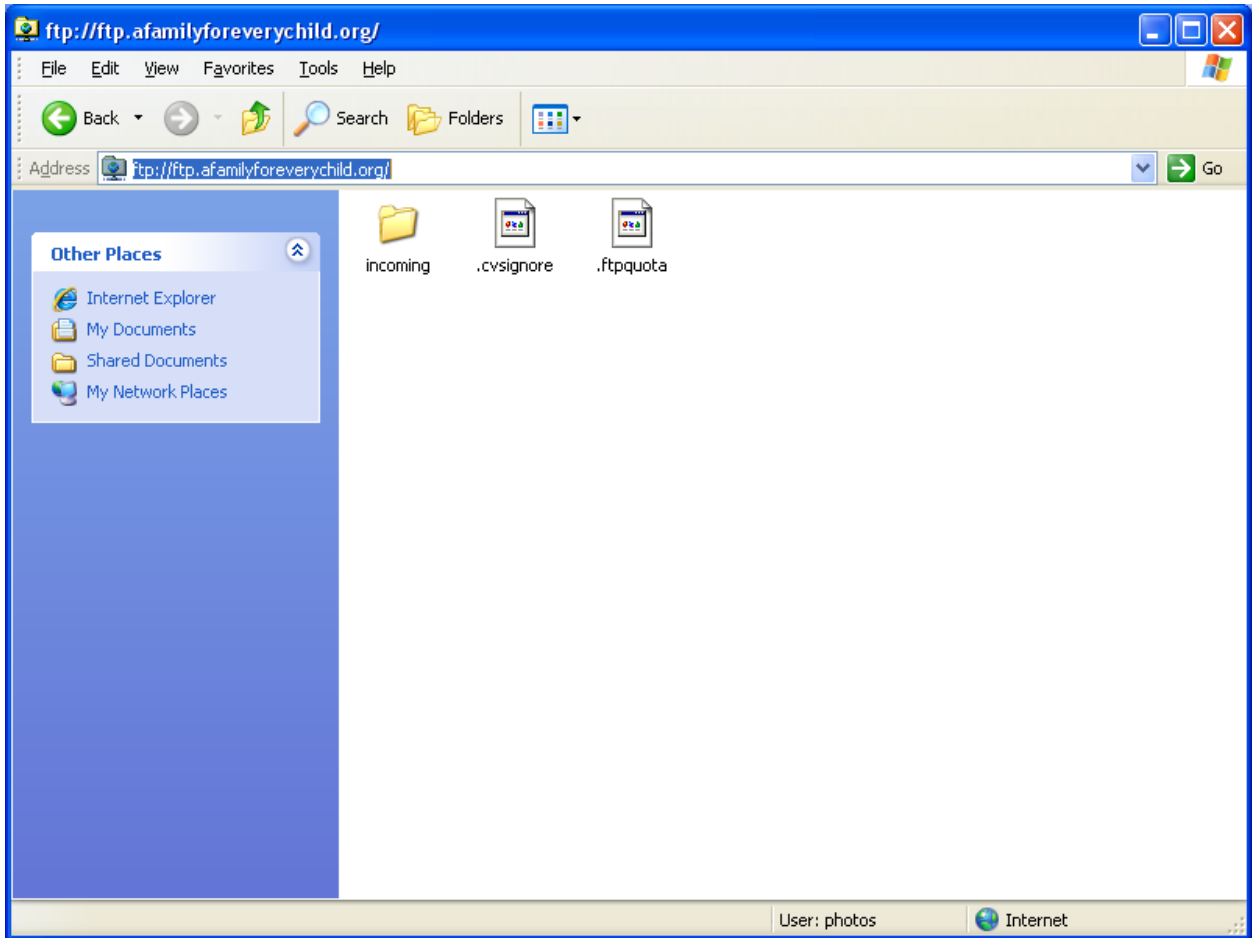 ftp://ftp.afamilyforeverychild.org/
File Edit View Favorites Tools Help
Back Search Folders
Address ftp://ftp.afamilyforeverychild.org/ Go
Other Places
Internet Explorer
My Documents
Shared Documents
My Network Places
incoming .cvsignore .ftpquota
User: photos Internet